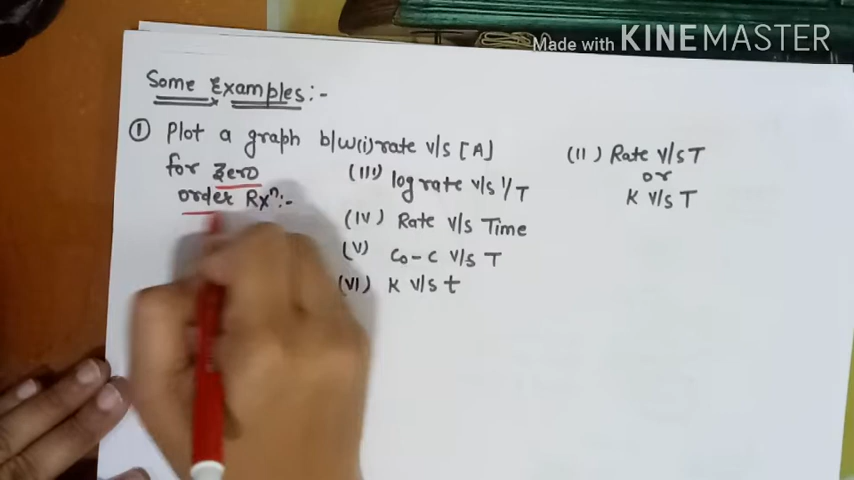 Made with KINEMASTER
Some Examples:-
① Plot a graph b/w (i) rate v/s [A]
for zero
order Rxⁿ:-
(II) Rate v/s T
or
K v/s T
(III) log rate v/s 1/T
(IV) Rate v/s Time
(V) C₀-C v/s T
(VI) K v/s t